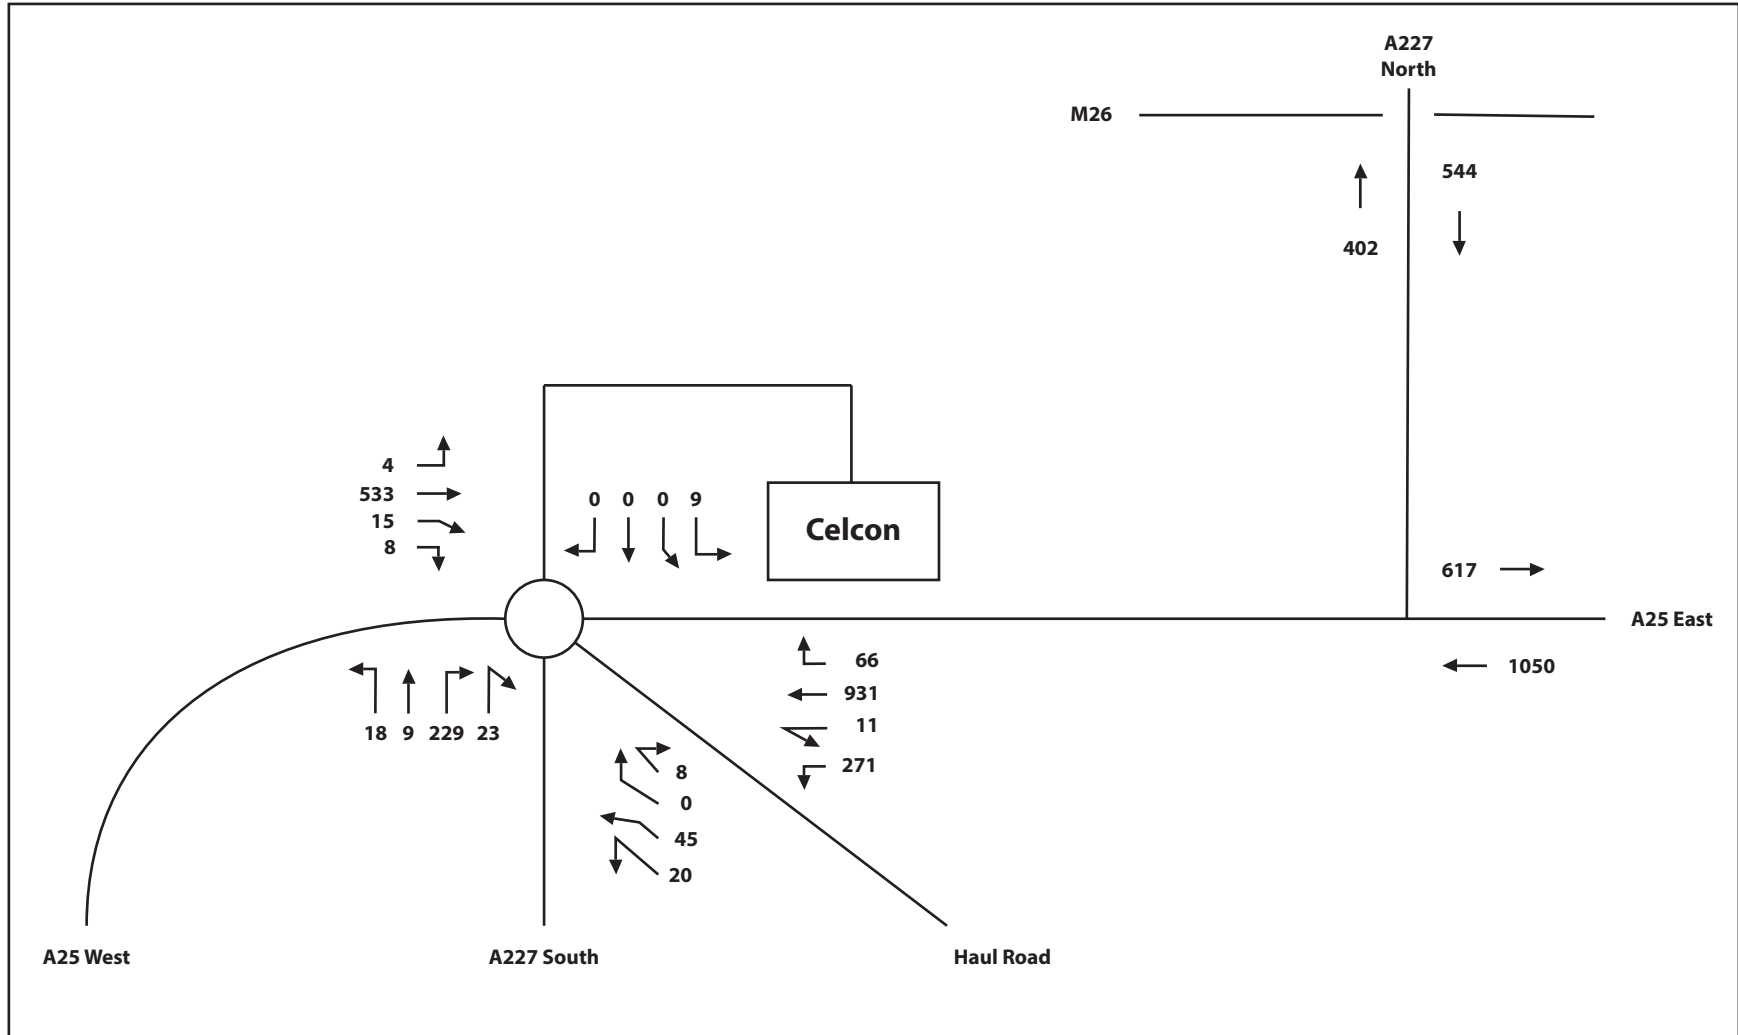 A227
North
M26
544
402
4
533
15
8
0 0 0 9
Celcon
617
A25 East
1050
66
931
11
271
18 9 229 23
8
0
45
20
A25 West
A227 South
Haul Road